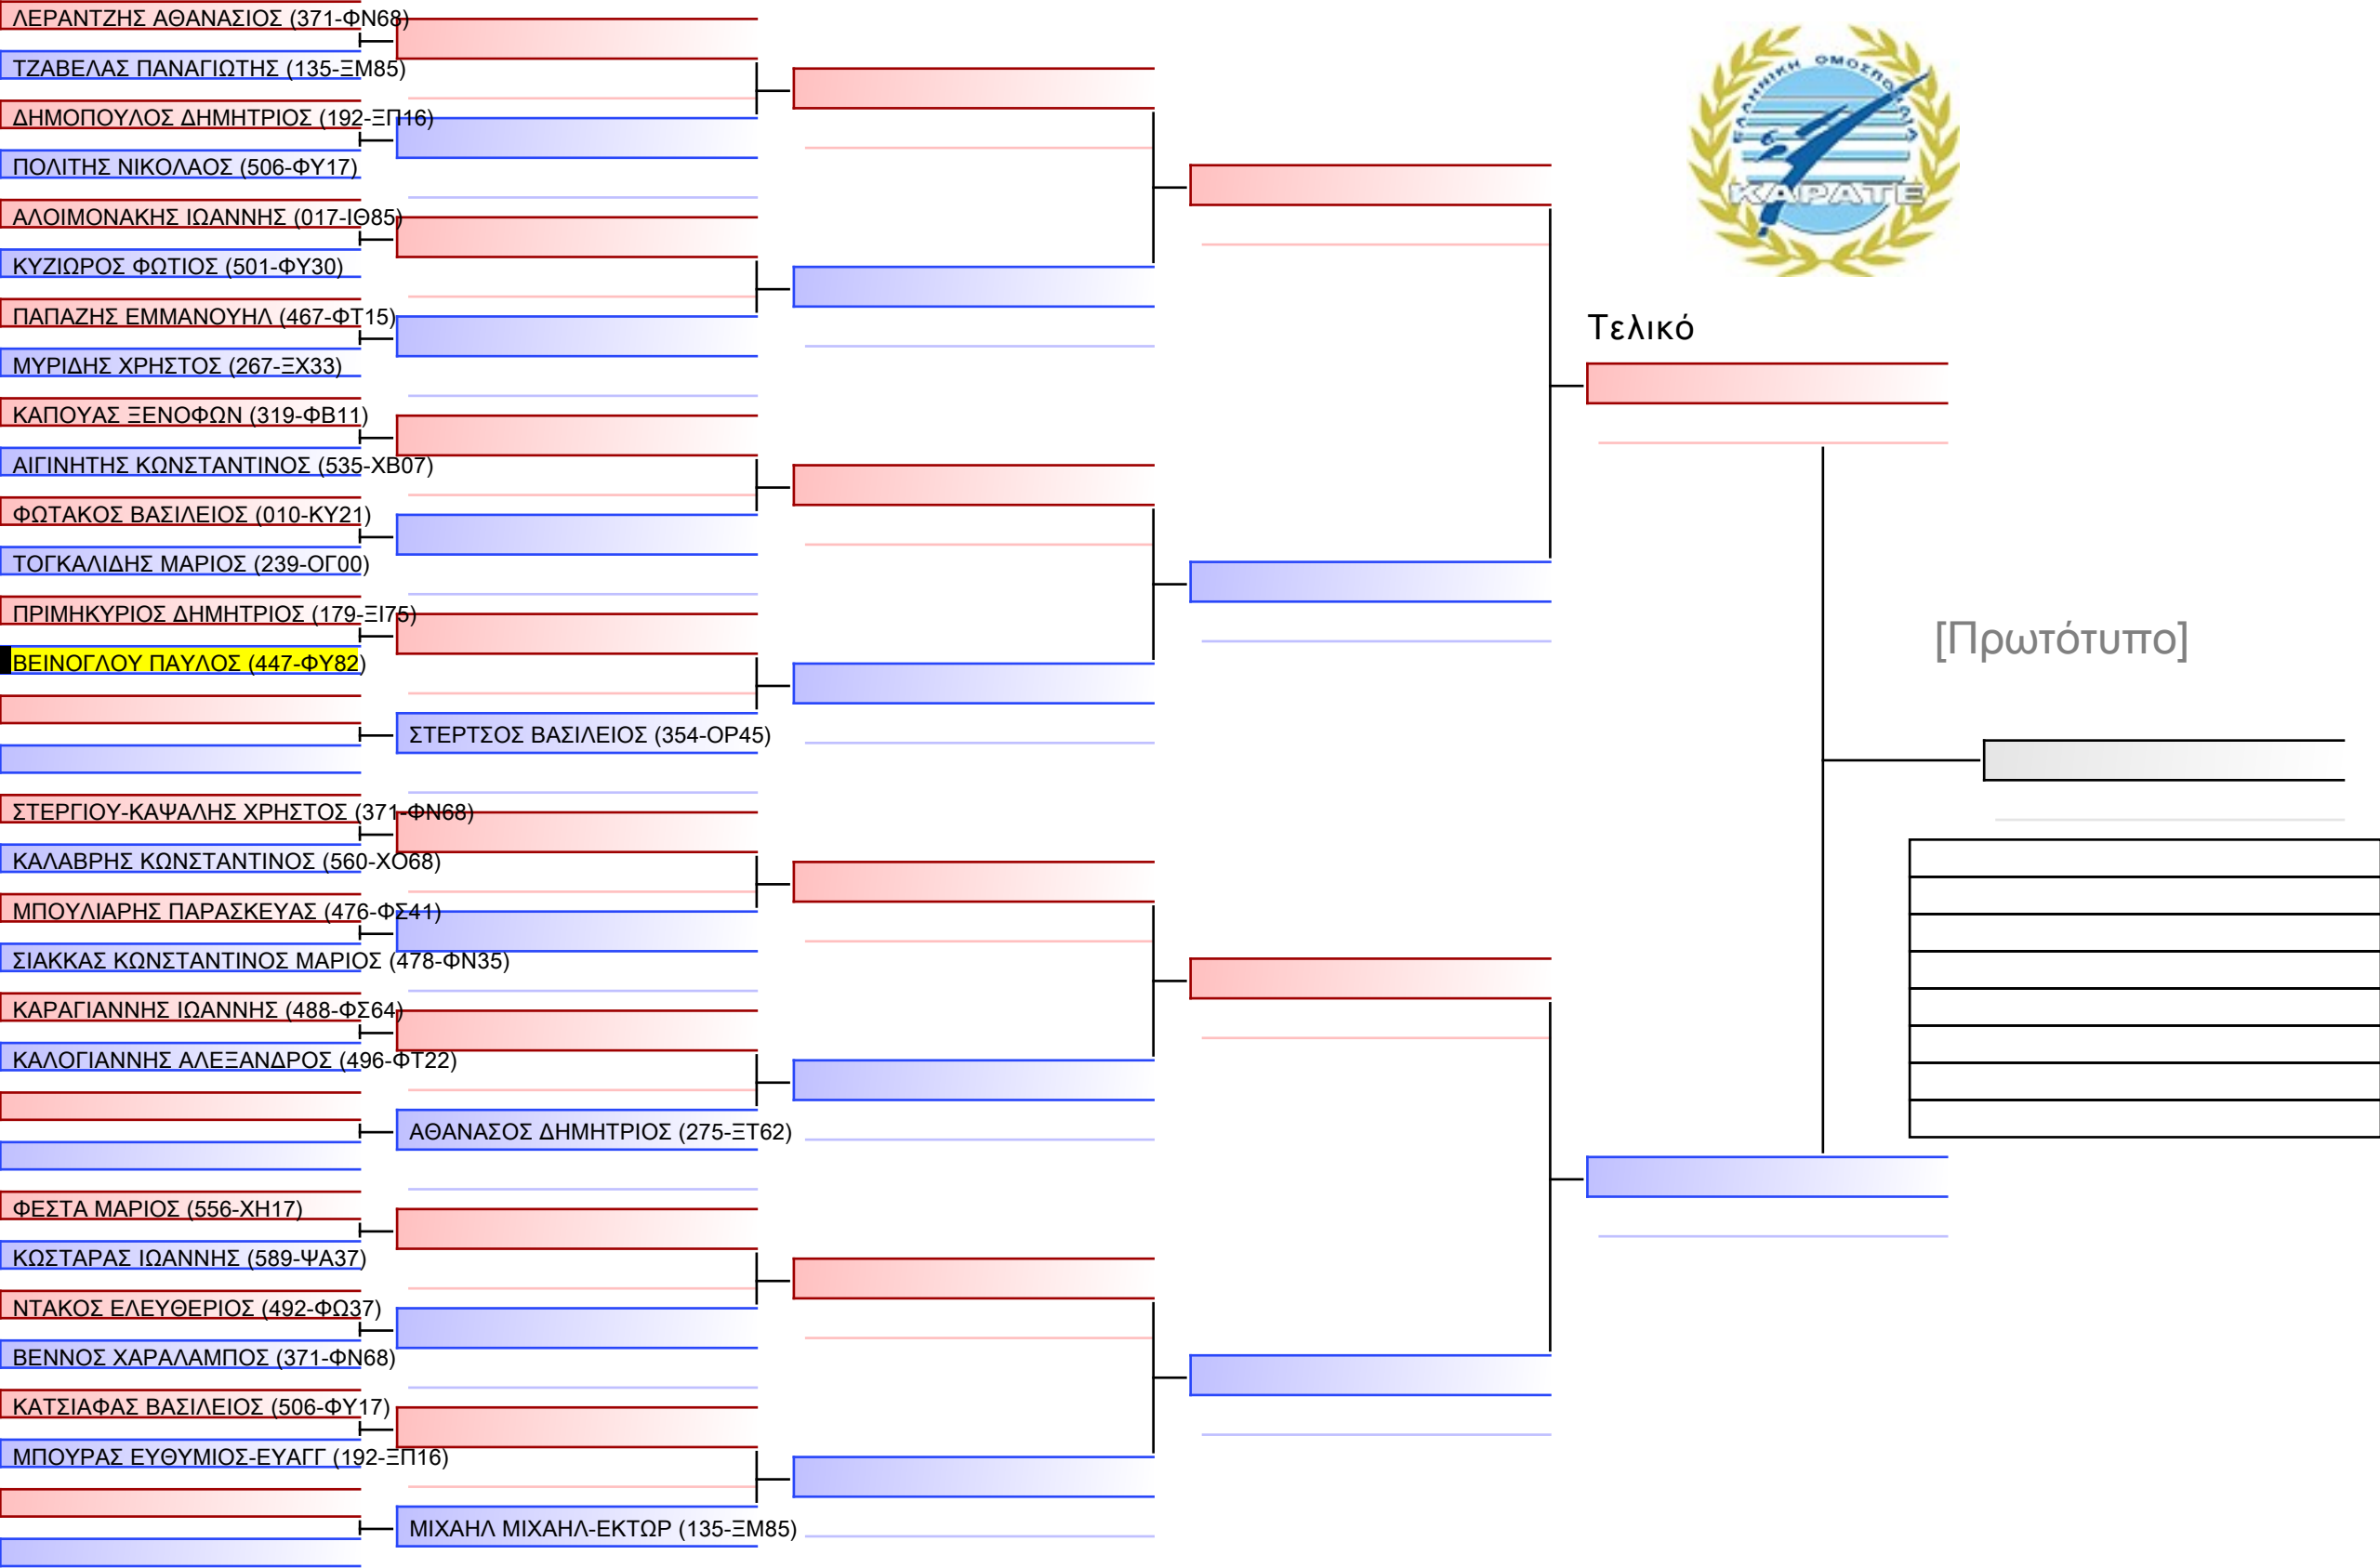 ΛΕΡΑΝΤΖΗΣ ΑΘΑΝΑΣΙΟΣ (371-ΦΝ68)
ΤΖΑΒΕΛΑΣ ΠΑΝΑΓΙΩΤΗΣ (135-ΞΜ85)
ΔΗΜΟΠΟΥΛΟΣ ΔΗΜΗΤΡΙΟΣ (192-ΞΠ16)
ΠΟΛΙΤΗΣ ΝΙΚΟΛΑΟΣ (506-ΦΥ17)
ΑΛΟΙΜΟΝΑΚΗΣ ΙΩΑΝΝΗΣ (017-ΙΘ85)
ΚΥΖΙΩΡΟΣ ΦΩΤΙΟΣ (501-ΦΥ30)
ΠΑΠΑΖΗΣ ΕΜΜΑΝΟΥΗΛ (467-ΦΤ15)
ΜΥΡΙΔΗΣ ΧΡΗΣΤΟΣ (267-ΞΧ33)
ΚΑΠΟΥΑΣ ΞΕΝΟΦΩΝ (319-ΦΒ11)
ΑΙΓΙΝΗΤΗΣ ΚΩΝΣΤΑΝΤΙΝΟΣ (535-ΧΒ07)
ΦΩΤΑΚΟΣ ΒΑΣΙΛΕΙΟΣ (010-ΚΥ21)
ΤΟΓΚΑΛΙΔΗΣ ΜΑΡΙΟΣ (239-ΟΓ00)
ΠΡΙΜΗΚΥΡΙΟΣ ΔΗΜΗΤΡΙΟΣ (179-ΞΙ75)
ΒΕΙΝΟΓΛΟΥ ΠΑΥΛΟΣ (447-ΦΥ82)
ΣΤΕΡΤΣΟΣ ΒΑΣΙΛΕΙΟΣ (354-ΟΡ45)
ΣΤΕΡΓΙΟΥ-ΚΑΨΑΛΗΣ ΧΡΗΣΤΟΣ (371-ΦΝ68)
ΚΑΛΑΒΡΗΣ ΚΩΝΣΤΑΝΤΙΝΟΣ (560-ΧΟ68)
ΜΠΟΥΛΙΑΡΗΣ ΠΑΡΑΣΚΕΥΑΣ (476-ΦΣ41)
ΣΙΑΚΚΑΣ ΚΩΝΣΤΑΝΤΙΝΟΣ ΜΑΡΙΟΣ (478-ΦΝ35)
ΚΑΡΑΓΙΑΝΝΗΣ ΙΩΑΝΝΗΣ (488-ΦΣ64)
ΚΑΛΟΓΙΑΝΝΗΣ ΑΛΕΞΑΝΔΡΟΣ (496-ΦΤ22)
ΑΘΑΝΑΣΟΣ ΔΗΜΗΤΡΙΟΣ (275-ΞΤ62)
ΦΕΣΤΑ ΜΑΡΙΟΣ (556-ΧΗ17)
ΚΩΣΤΑΡΑΣ ΙΩΑΝΝΗΣ (589-ΨΑ37)
ΝΤΑΚΟΣ ΕΛΕΥΘΕΡΙΟΣ (492-ΦΩ37)
ΒΕΝΝΟΣ ΧΑΡΑΛΑΜΠΟΣ (371-ΦΝ68)
ΚΑΤΣΙΑΦΑΣ ΒΑΣΙΛΕΙΟΣ (506-ΦΥ17)
ΜΠΟΥΡΑΣ ΕΥΘΥΜΙΟΣ-ΕΥΑΓΓ (192-ΞΠ16)
ΜΙΧΑΗΛ ΜΙΧΑΗΛ-ΕΚΤΩΡ (135-ΞΜ85)
ΕΛΛΗΝΙΚΗ ΟΜΟΣΠΟΝΔΙΑ
ΚΑΡΑΤΕ
Τελικό
[Πρωτότυπο]